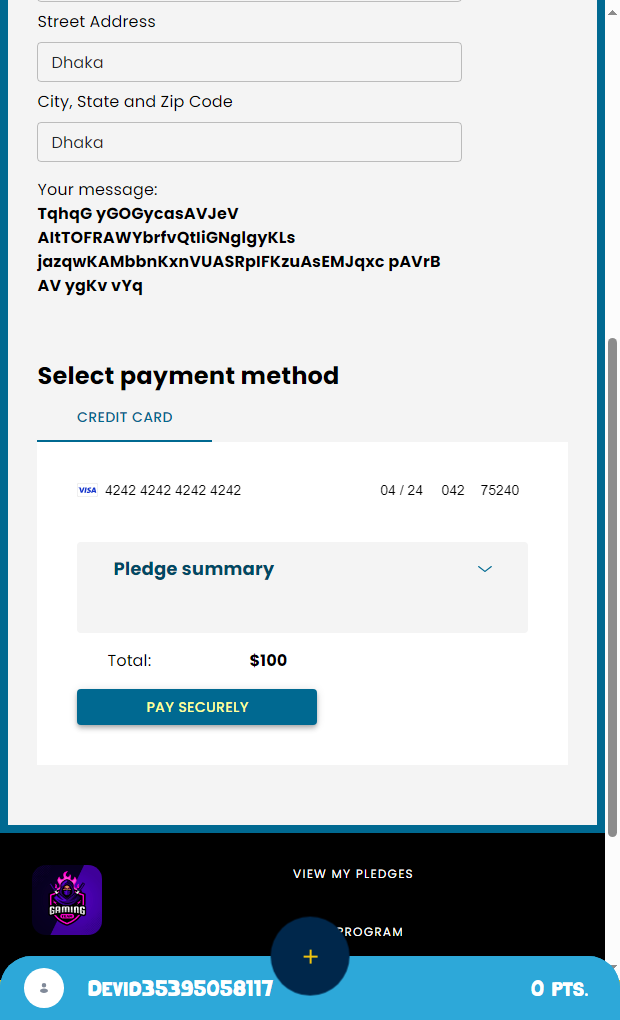 Street Address
Dhaka
City, State and Zip Code
Dhaka
Your message:
TqhqG yGOGycasAVJeV
AItTOFRAWYbrfvQtIiGNglgyKLs
jazqwKAMbbnKxnVUASRpIFKzuAsEMJqxc pAVrB
AV ygKv vYq
Select payment method
CREDIT CARD
VISA 4242 4242 4242 4242 04 / 24 042 75240
Pledge summary
Total: $100
PAY SECURELY
VIEW MY PLEDGES
GAMING
PROGRAM
+
Devid35395058117 0 PTS.